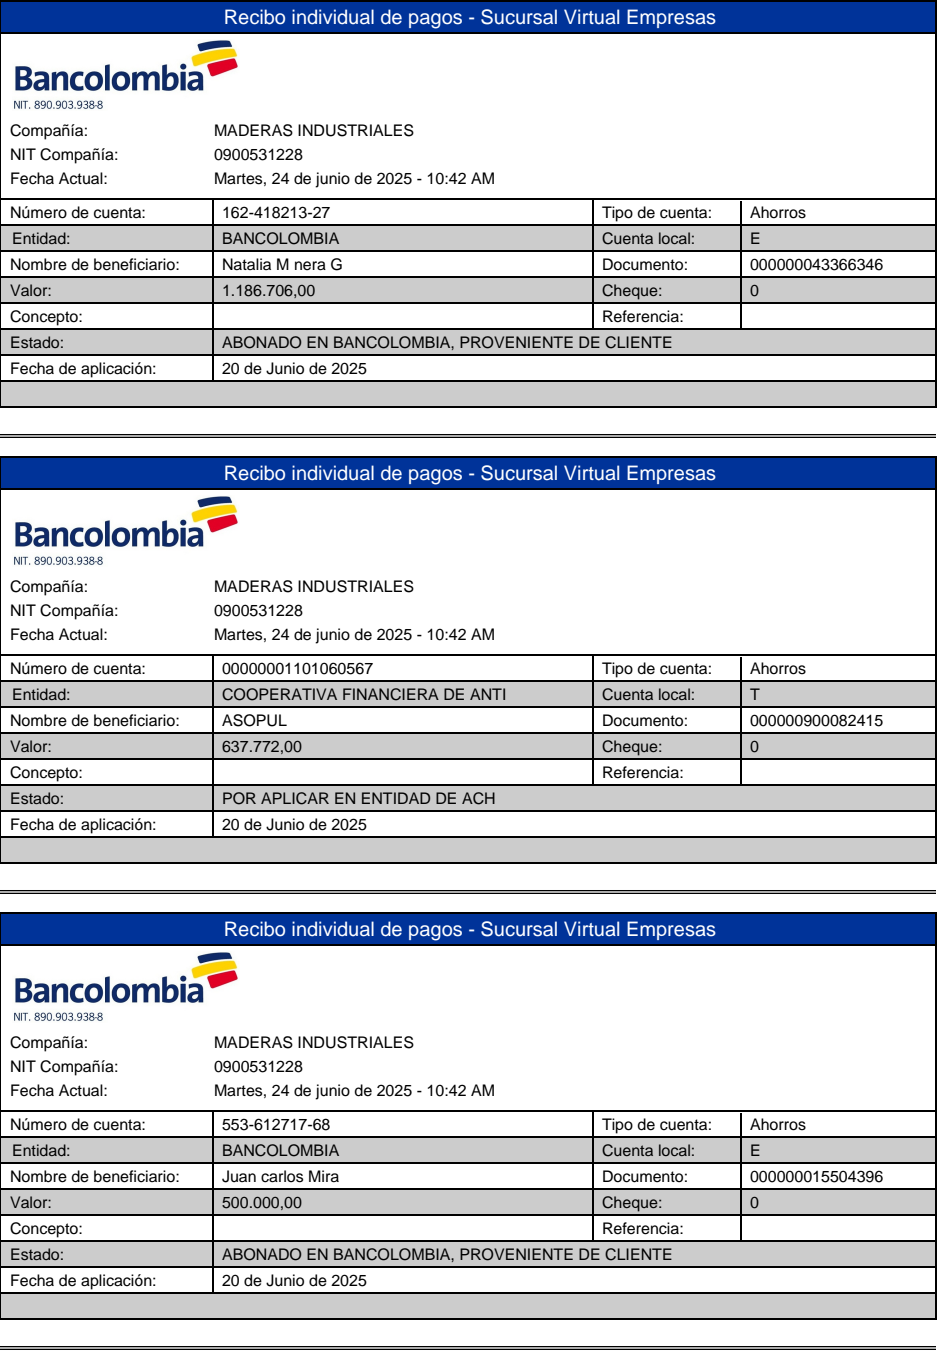 Recibo individual de pagos - Sucursal Virtual Empresas
Bancolombia
NIT. 890.903.938-8
Compañía: MADERAS INDUSTRIALES
NIT Compañía: 0900531228
Fecha Actual: Martes, 24 de junio de 2025 - 10:42 AM
Número de cuenta: 162-418213-27 Tipo de cuenta: Ahorros
Entidad: BANCOLOMBIA Cuenta local: E
Nombre de beneficiario: Natalia M nera G Documento: 000000043366346
Valor: 1.186.706,00 Cheque: 0
Concepto: Referencia:
Estado: ABONADO EN BANCOLOMBIA, PROVENIENTE DE CLIENTE
Fecha de aplicación: 20 de Junio de 2025
Recibo individual de pagos - Sucursal Virtual Empresas
Bancolombia
NIT. 890.903.938-8
Compañía: MADERAS INDUSTRIALES
NIT Compañía: 0900531228
Fecha Actual: Martes, 24 de junio de 2025 - 10:42 AM
Número de cuenta: 00000001101060567 Tipo de cuenta: Ahorros
Entidad: COOPERATIVA FINANCIERA DE ANTI Cuenta local: T
Nombre de beneficiario: ASOPUL Documento: 000000900082415
Valor: 637.772,00 Cheque: 0
Concepto: Referencia:
Estado: POR APLICAR EN ENTIDAD DE ACH
Fecha de aplicación: 20 de Junio de 2025
Recibo individual de pagos - Sucursal Virtual Empresas
Bancolombia
NIT. 890.903.938-8
Compañía: MADERAS INDUSTRIALES
NIT Compañía: 0900531228
Fecha Actual: Martes, 24 de junio de 2025 - 10:42 AM
Número de cuenta: 553-612717-68 Tipo de cuenta: Ahorros
Entidad: BANCOLOMBIA Cuenta local: E
Nombre de beneficiario: Juan carlos Mira Documento: 000000015504396
Valor: 500.000,00 Cheque: 0
Concepto: Referencia:
Estado: ABONADO EN BANCOLOMBIA, PROVENIENTE DE CLIENTE
Fecha de aplicación: 20 de Junio de 2025